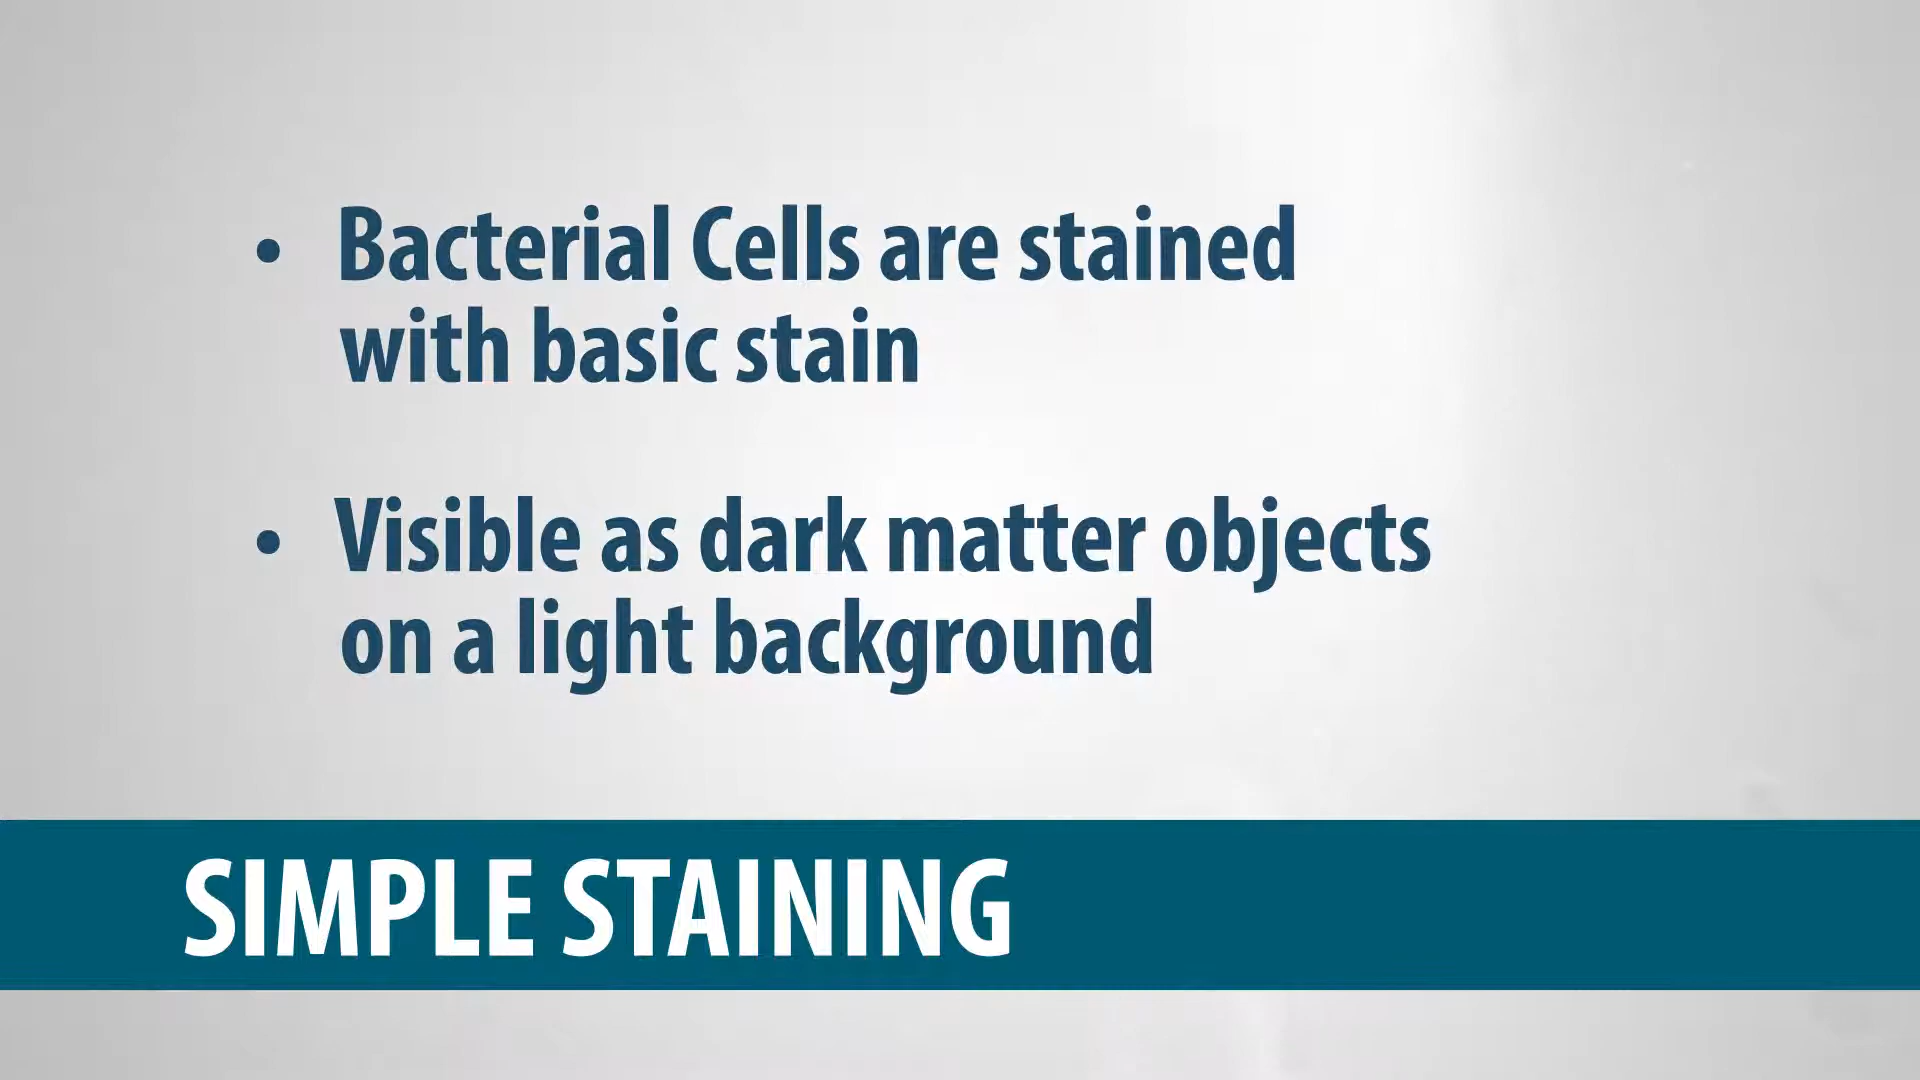 • Bacterial Cells are stained
with basic stain
• Visible as dark matter objects
on a light background
SIMPLE STAINING